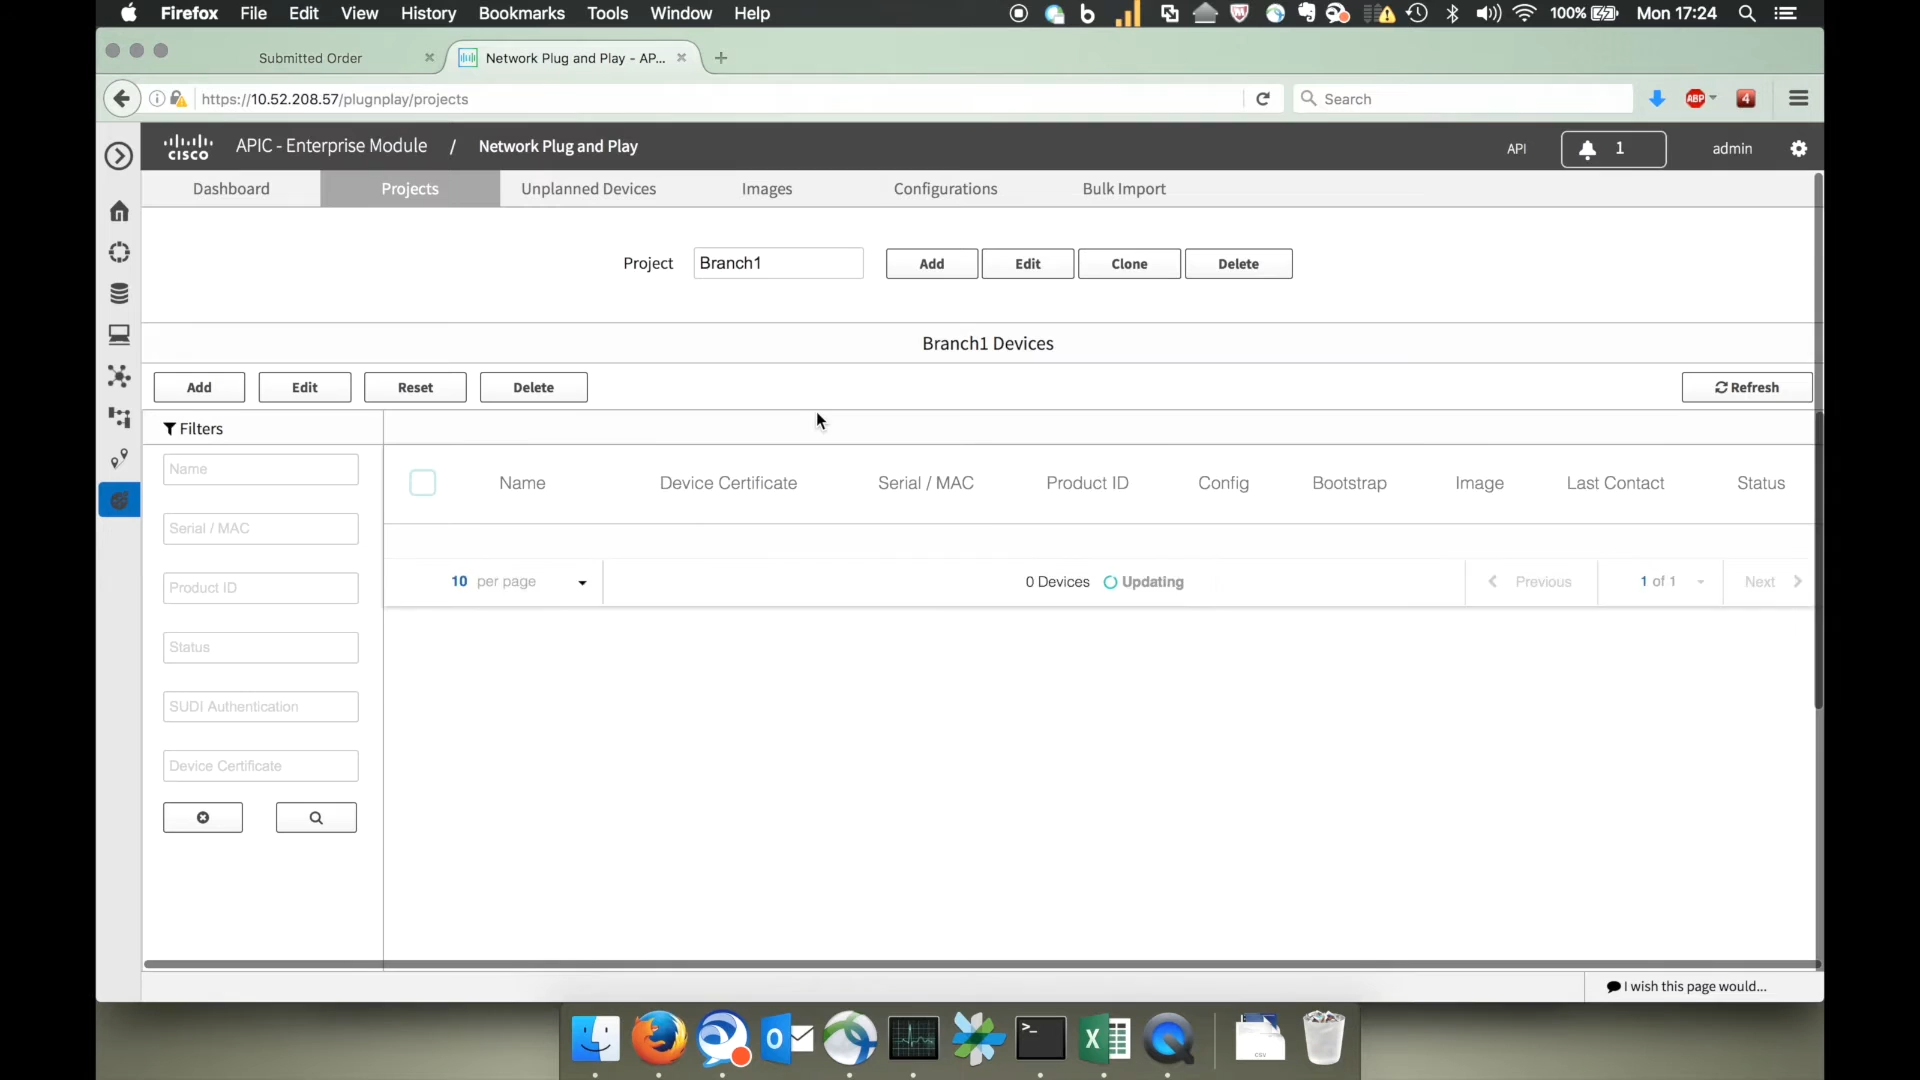 Firefox File Edit View History Bookmarks Tools Window Help 100% Mon 17:24
Submitted Order
Network Plug and Play - AP...
https://10.52.208.57/plugnplay/projects
Search
ABP
4
CISCO
APIC - Enterprise Module / Network Plug and Play
API
1
admin
Dashboard Projects Unplanned Devices Images Configurations Bulk Import
Project Branch1 Add Edit Clone Delete
Branch1 Devices
Add Edit Reset Delete Refresh
Filters
Name
Serial / MAC
Product ID
Status
SUDI Authentication
Device Certificate
Name Device Certificate Serial / MAC Product ID Config Bootstrap Image Last Contact Status
10 per page 0 Devices Updating Previous 1 of 1 Next
I wish this page would...
CSV